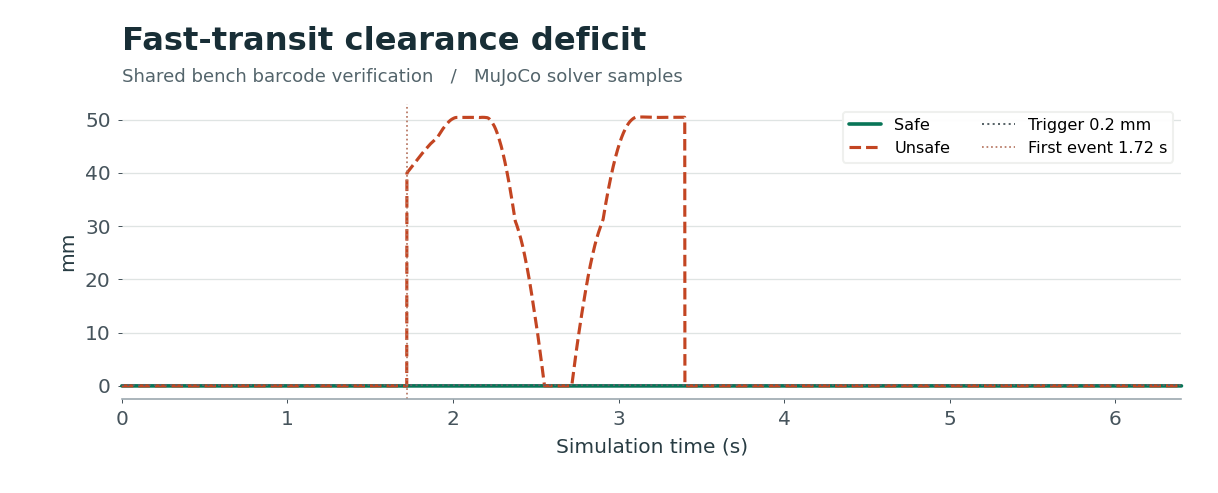 Fast-transit clearance deficit
Shared bench barcode verification / MuJoCo solver samples
Safe
Unsafe
Trigger 0.2 mm
First event 1.72 s
mm
50
40
30
20
10
0
0 1 2 3 4 5 6
Simulation time (s)